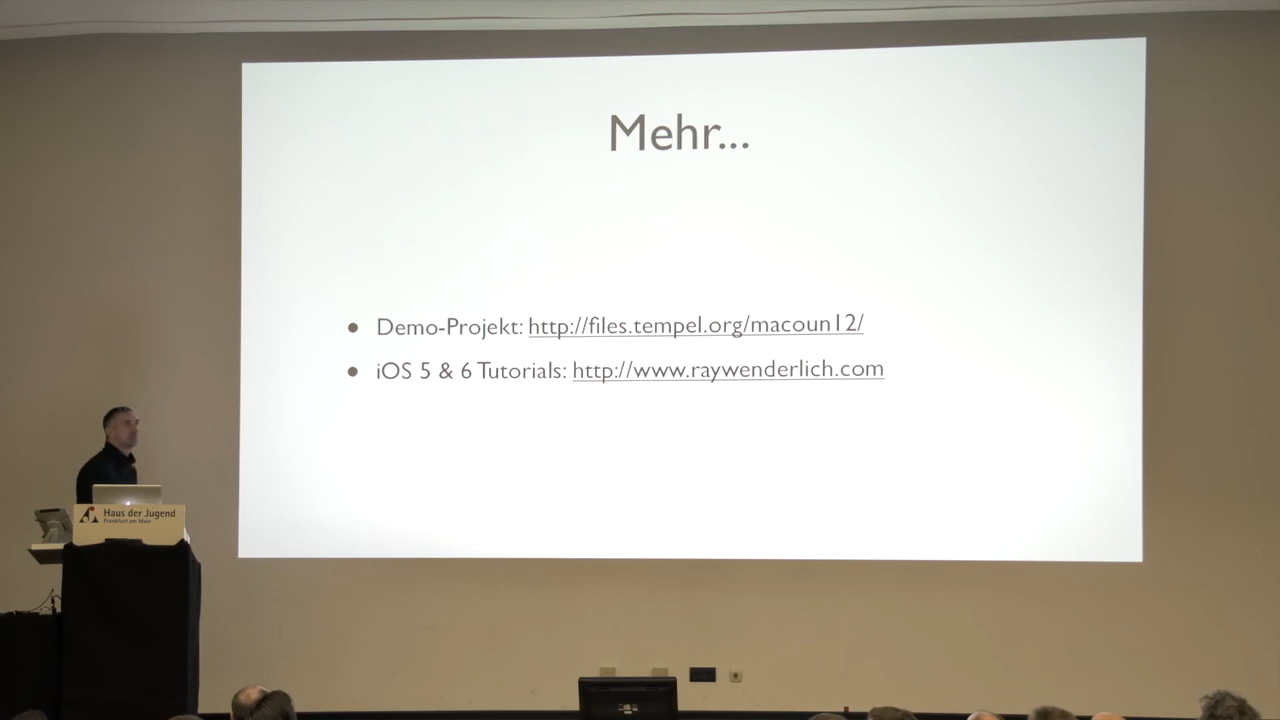 Mehr...
Demo-Projekt: http://files.tempel.org/macoun12/
iOS 5 & 6 Tutorials: http://www.raywenderlich.com
Haus der Jugend
Frankfurt am Main